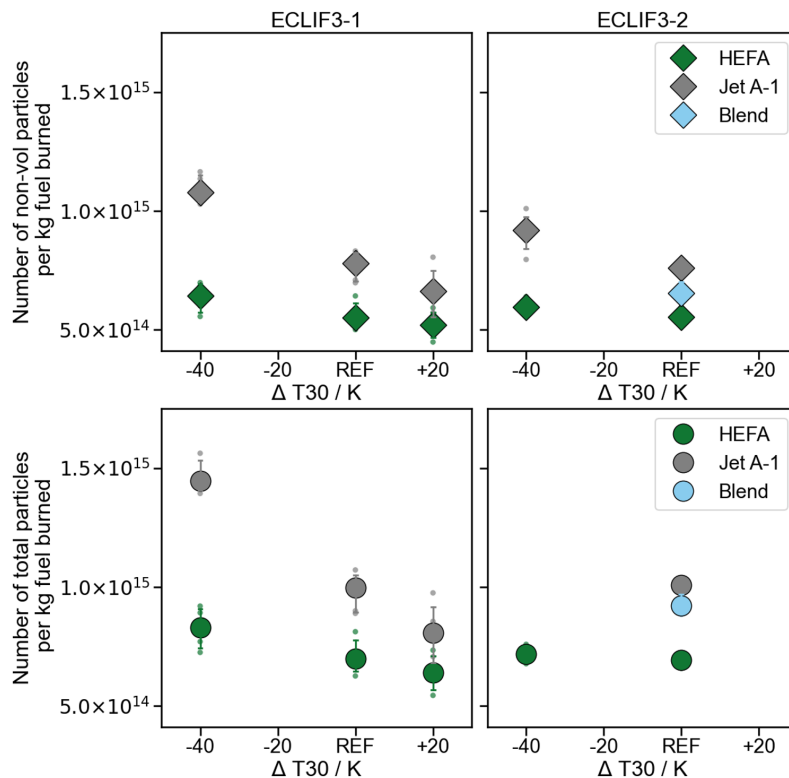 ECLIF3-1
ECLIF3-2
Number of non-vol particles
per kg fuel burned
1.5×10¹⁵
1.0×10¹⁵
5.0×10¹⁴
HEFA
Jet A-1
Blend
-40 -20 REF +20
Δ T30 / K
-40 -20 REF +20
Δ T30 / K
Number of total particles
per kg fuel burned
1.5×10¹⁵
1.0×10¹⁵
5.0×10¹⁴
HEFA
Jet A-1
Blend
-40 -20 REF +20
Δ T30 / K
-40 -20 REF +20
Δ T30 / K